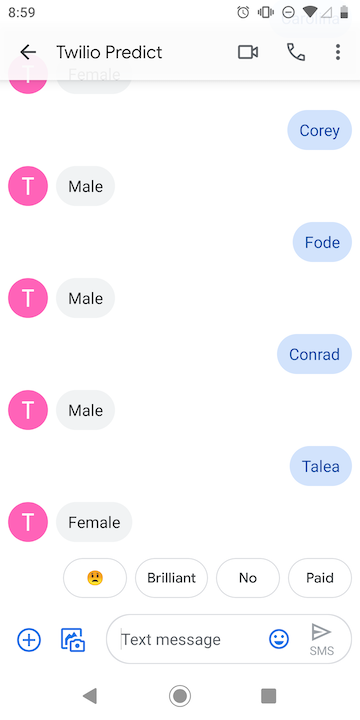 8:59
Twilio Predict
T
Female
Corey
T
Male
Fode
T
Male
Conrad
T
Male
Talea
T
Female
Brilliant
No
Paid
Text message
SMS